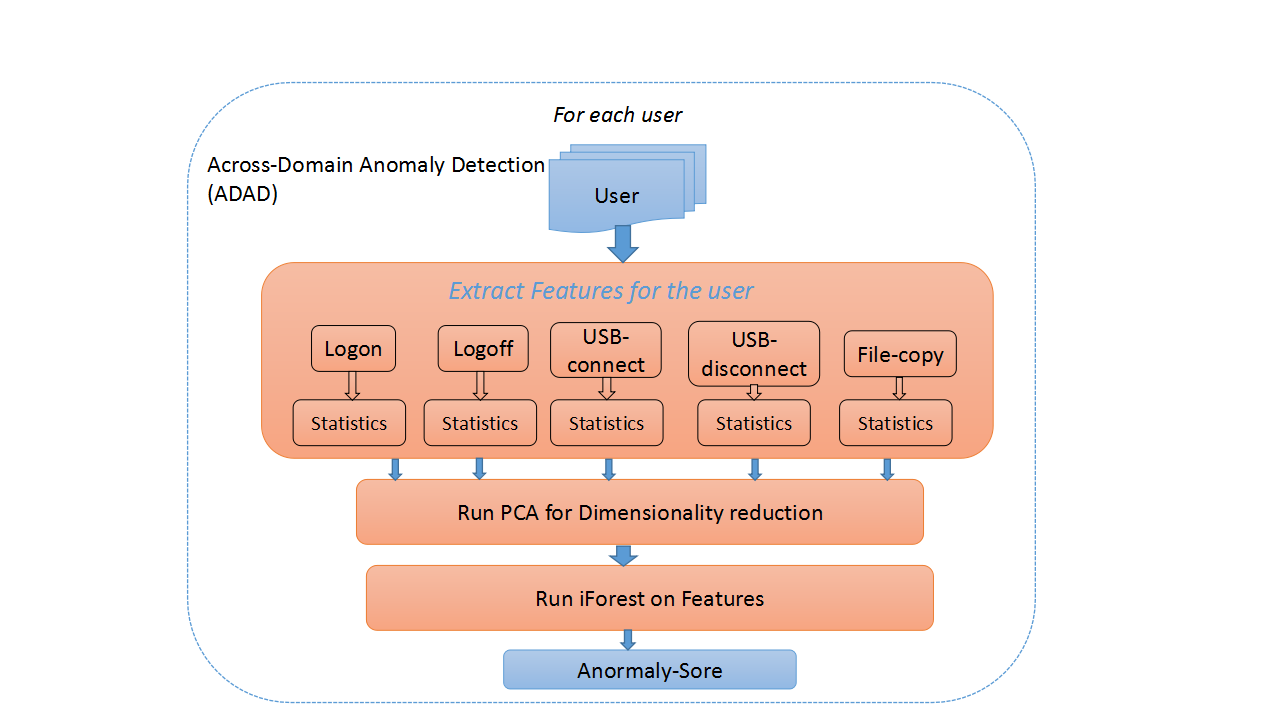 For each user
Across-Domain Anomaly Detection
(ADAD)
User
Extract Features for the user
Logon
Logoff
USB-
connect
USB-
disconnect
File-copy
Statistics
Statistics
Statistics
Statistics
Statistics
Run PCA for Dimensionality reduction
Run iForest on Features
Anormaly-Sore